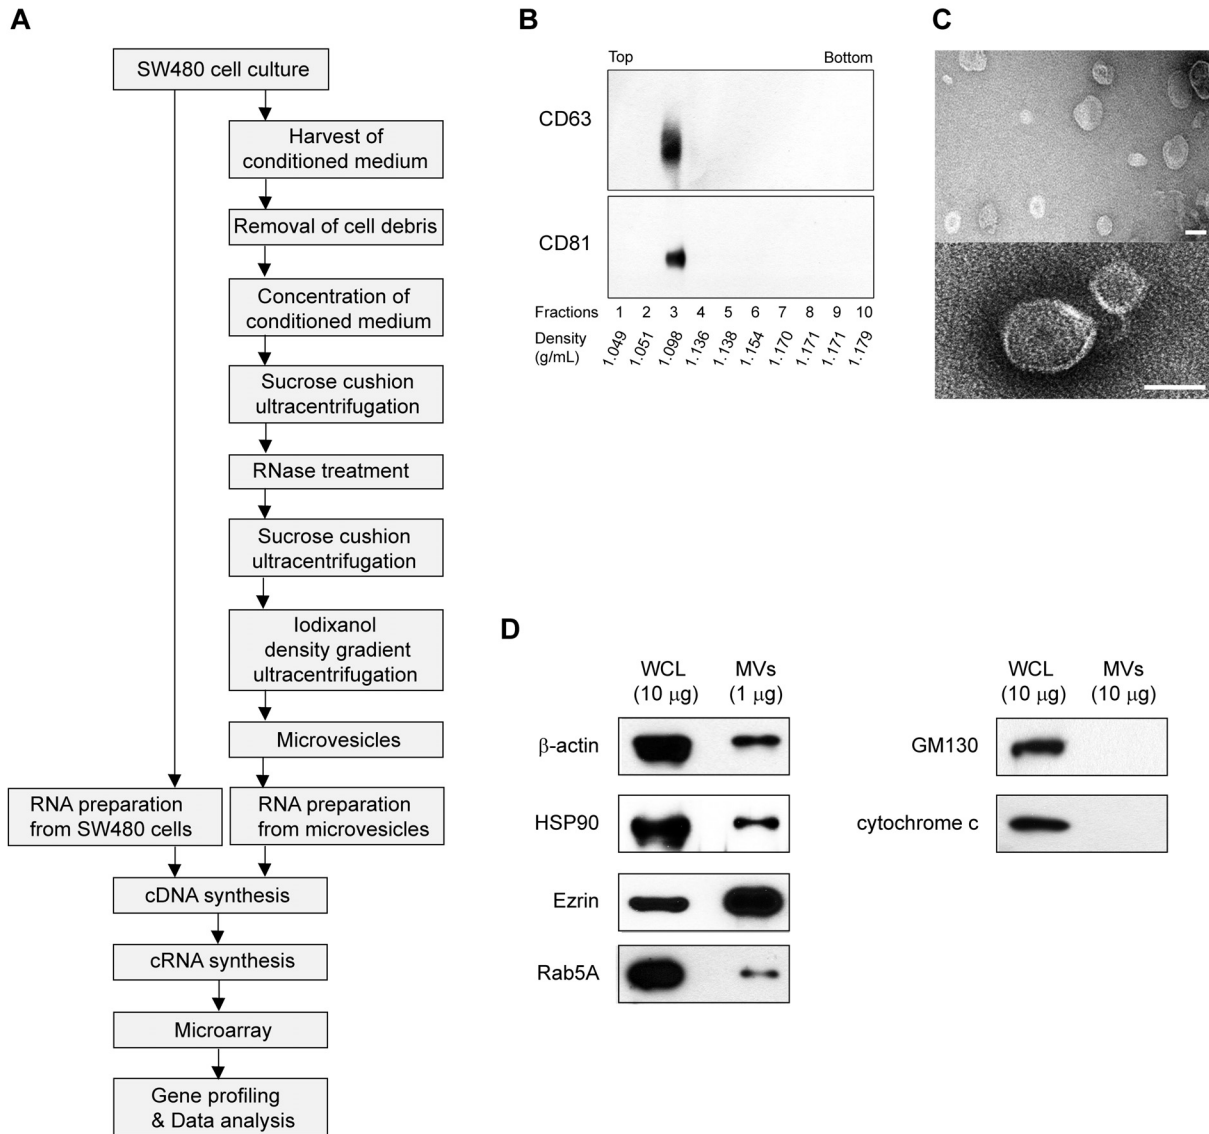 A
SW480 cell culture
Harvest of
conditioned medium
Removal of cell debris
Concentration of
conditioned medium
Sucrose cushion
ultracentrifugation
RNase treatment
Sucrose cushion
ultracentrifugation
Iodixanol
density gradient
ultracentrifugation
Microvesicles
RNA preparation
from SW480 cells
RNA preparation
from microvesicles
cDNA synthesis
cRNA synthesis
Microarray
Gene profiling
& Data analysis
B
Top Bottom
CD63
CD81
Fractions 1 2 3 4 5 6 7 8 9 10
Density
(g/mL)
1.049 1.051 1.098 1.136 1.138 1.154 1.170 1.171 1.171 1.179
C
D
WCL MVs
(10 μg) (1 μg)
β-actin
HSP90
Ezrin
Rab5A
WCL MVs
(10 μg) (10 μg)
GM130
cytochrome c